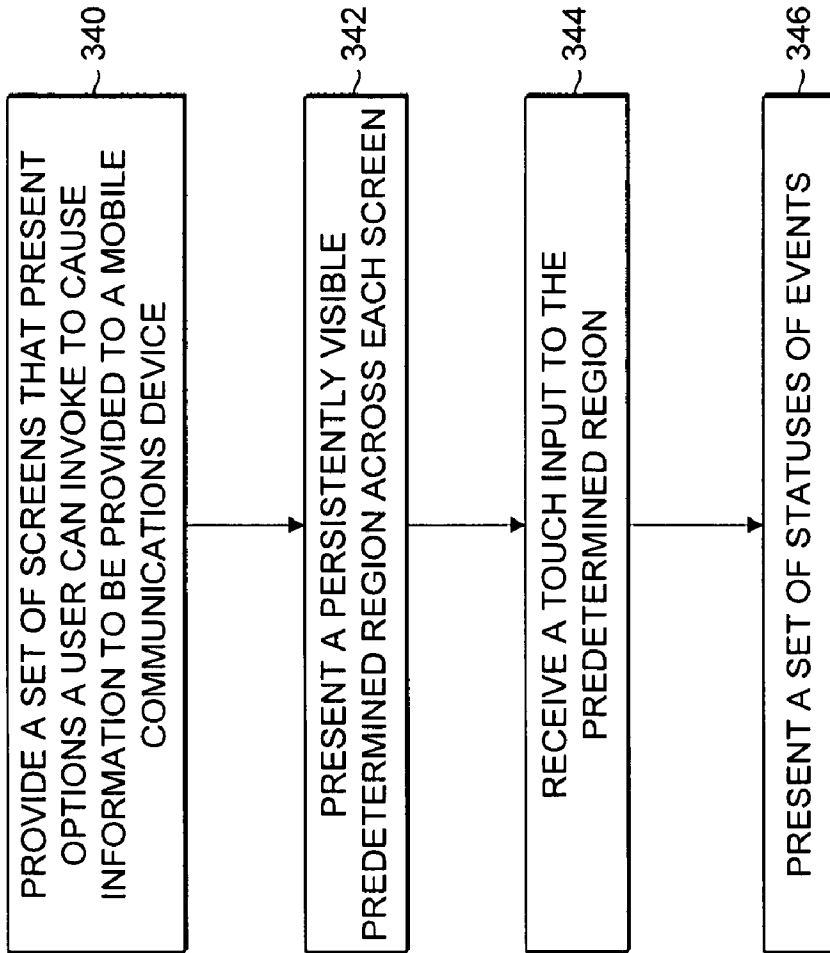 PROVIDE A SET OF SCREENS THAT PRESENT
OPTIONS A USER CAN INVOKE TO CAUSE
INFORMATION TO BE PROVIDED TO A MOBILE
COMMUNICATIONS DEVICE
340
PRESENT A PERSISTENTLY VISIBLE
PREDETERMINED REGION ACROSS EACH SCREEN
342
RECEIVE A TOUCH INPUT TO THE
PREDETERMINED REGION
344
PRESENT A SET OF STATUSES OF EVENTS
346